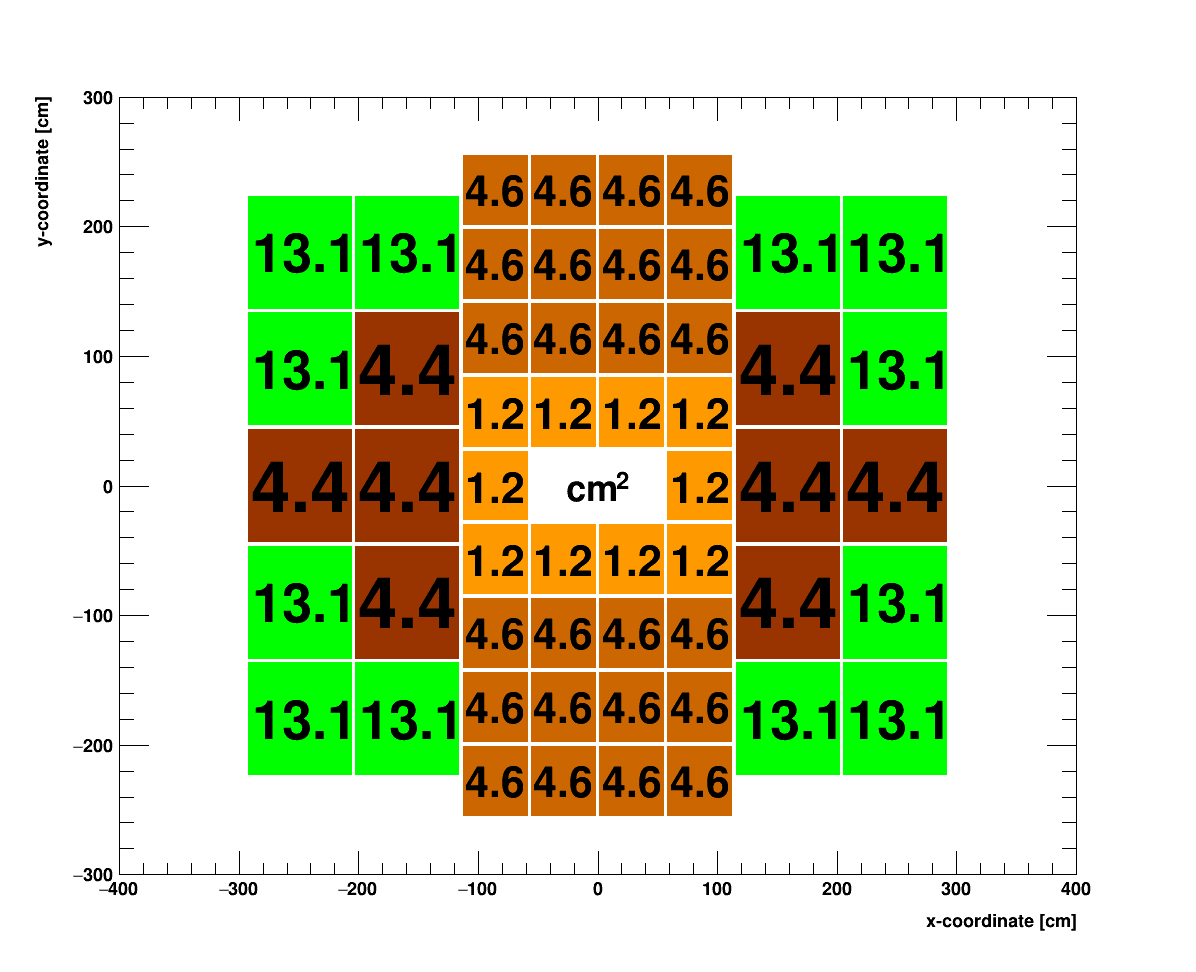 y-coordinate [cm]
300
4.6 4.6 4.6 4.6
200
13.1 13.1 4.6 4.6 4.6 4.6 13.1 13.1
100
13.1 4.4 4.6 4.6 4.6 4.6 4.4 13.1
1.2 1.2 1.2 1.2
0
4.4 4.4 1.2 cm² 1.2 4.4 4.4
1.2 1.2 1.2 1.2
−100
13.1 4.4 4.6 4.6 4.6 4.6 4.4 13.1
13.1 13.1 4.6 4.6 4.6 4.6 13.1 13.1
−200
4.6 4.6 4.6 4.6
−300
−400 −300 −200 −100 0 100 200 300 400
x-coordinate [cm]